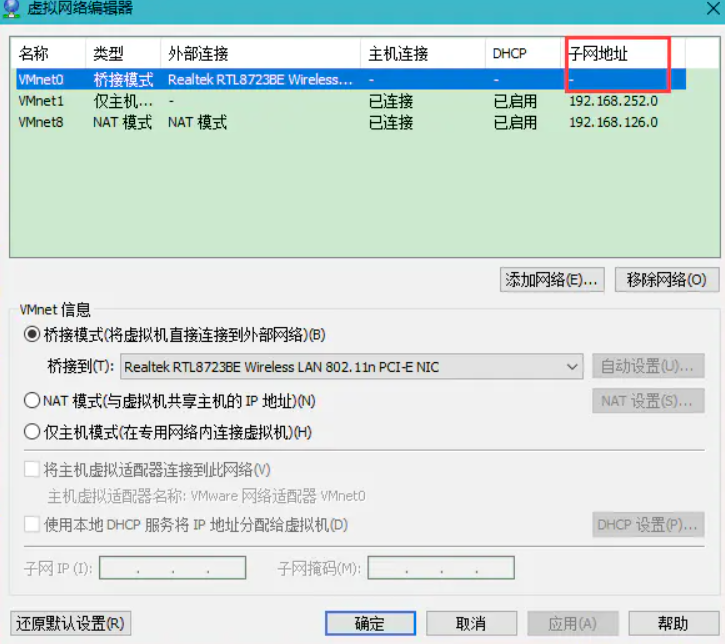 虚拟网络编辑器
名称 类型 外部连接 主机连接 DHCP 子网地址
VMnet0 桥接模式 Realtek RTL8723BE Wireless... - - -
VMnet1 仅主机... - 已连接 已启用 192.168.252.0
VMnet8 NAT 模式 NAT 模式 已连接 已启用 192.168.126.0
添加网络(E)... 移除网络(O)
VMnet 信息
桥接模式(将虚拟机直接连接到外部网络)(B)
桥接到(T): Realtek RTL8723BE Wireless LAN 802.11n PCI-E NIC 自动设置(U)...
NAT 模式(与虚拟机共享主机的 IP 地址)(N) NAT 设置(S)...
仅主机模式(在专用网络内连接虚拟机)(H)
将主机虚拟适配器连接到此网络(V)
主机虚拟适配器名称: VMware 网络适配器 VMnet0
使用本地 DHCP 服务将 IP 地址分配给虚拟机(D) DHCP 设置(P)...
子网 IP (I): . . . 子网掩码(M): . . .
还原默认设置(R) 确定 取消 应用(A) 帮助